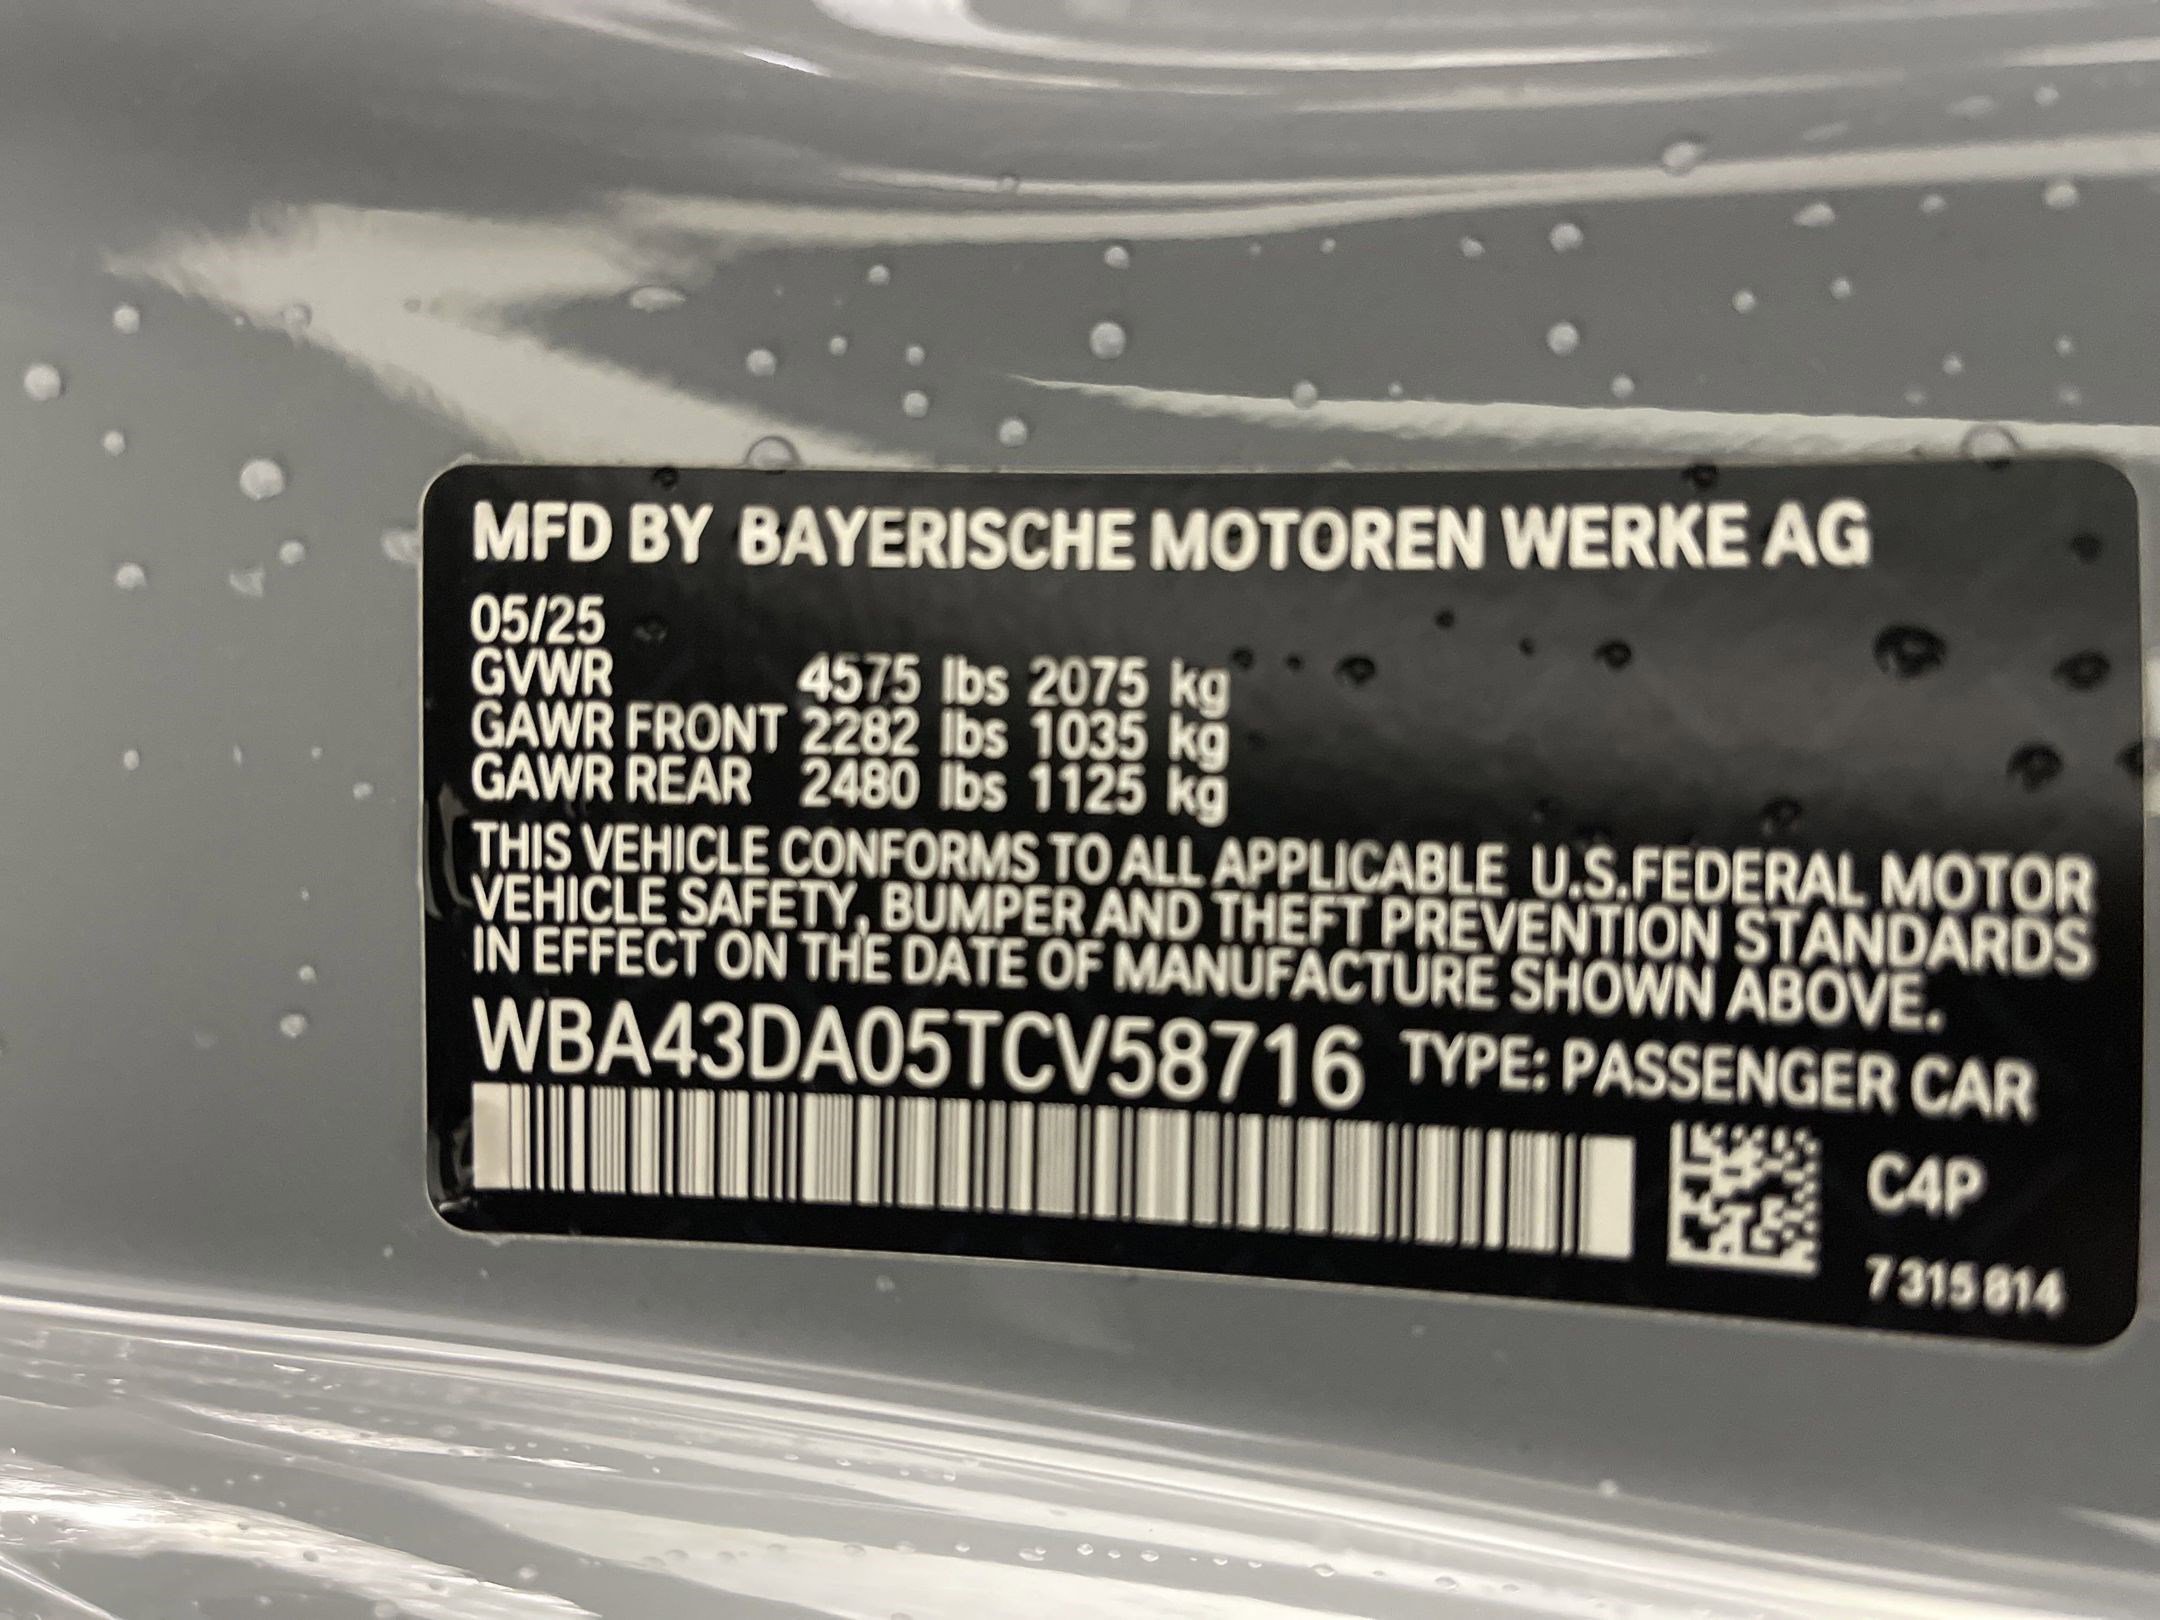 MFD BY BAYERISCHE MOTOREN WERKE AG
05/25
GVWR 4575 lbs 2075 kg
GAWR FRONT 2282 lbs 1035 kg
GAWR REAR 2480 lbs 1125 kg
THIS VEHICLE CONFORMS TO ALL APPLICABLE U.S.FEDERAL MOTOR
VEHICLE SAFETY, BUMPER AND THEFT PREVENTION STANDARDS
IN EFFECT ON THE DATE OF MANUFACTURE SHOWN ABOVE.
WBA43DA05TCV58716 TYPE: PASSENGER CAR
C4P
7 315 814